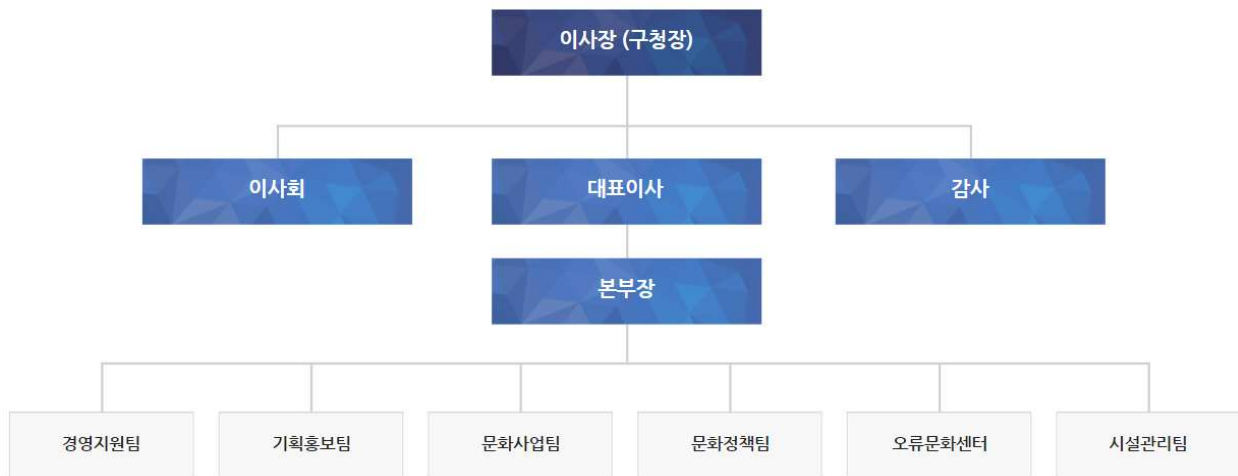 이사장 (구청장)
이사회
대표이사
감사
본부장
경영지원팀
기획홍보팀
문화사업팀
문화정책팀
오류문화센터
시설관리팀